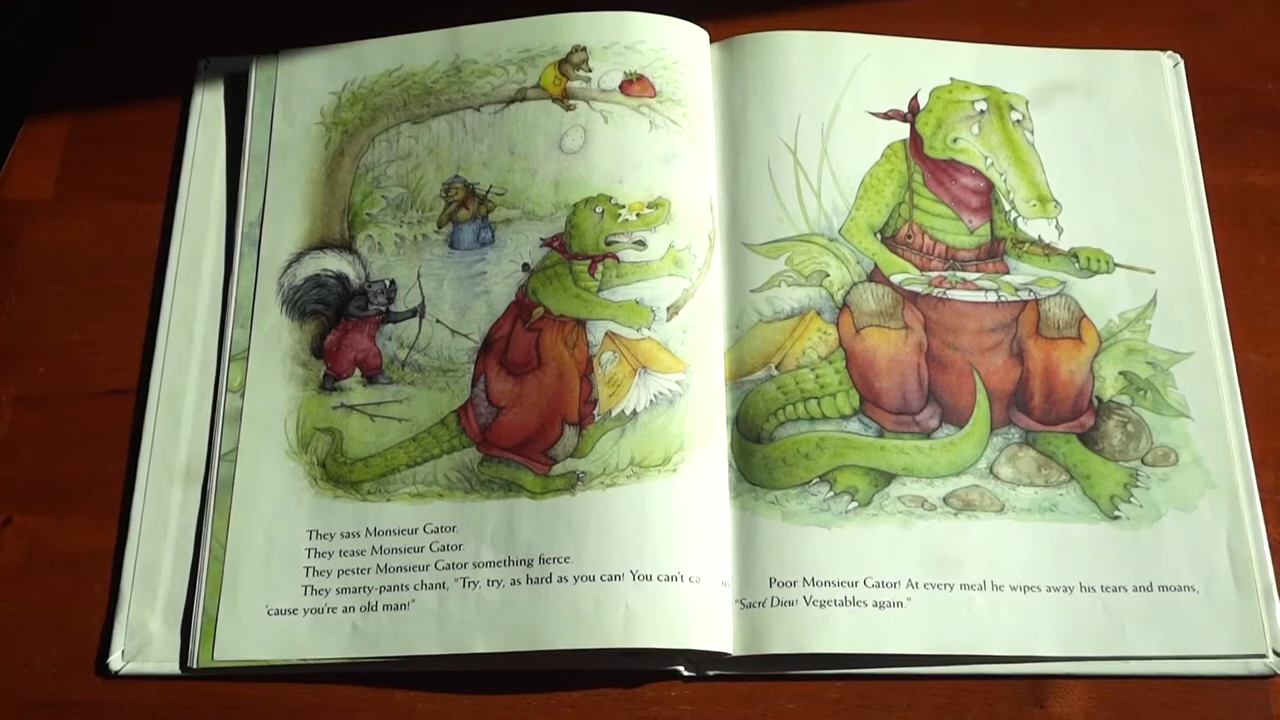 They sass Monsieur Gator.
They tease Monsieur Gator.
They pester Monsieur Gator something fierce.
They smarty-pants chant, "Try, try, as hard as you can! You can't
'cause you're an old man!"
Poor Monsieur Gator! At every meal he wipes away his tears and moans,
"Sacré Dieu! Vegetables again."